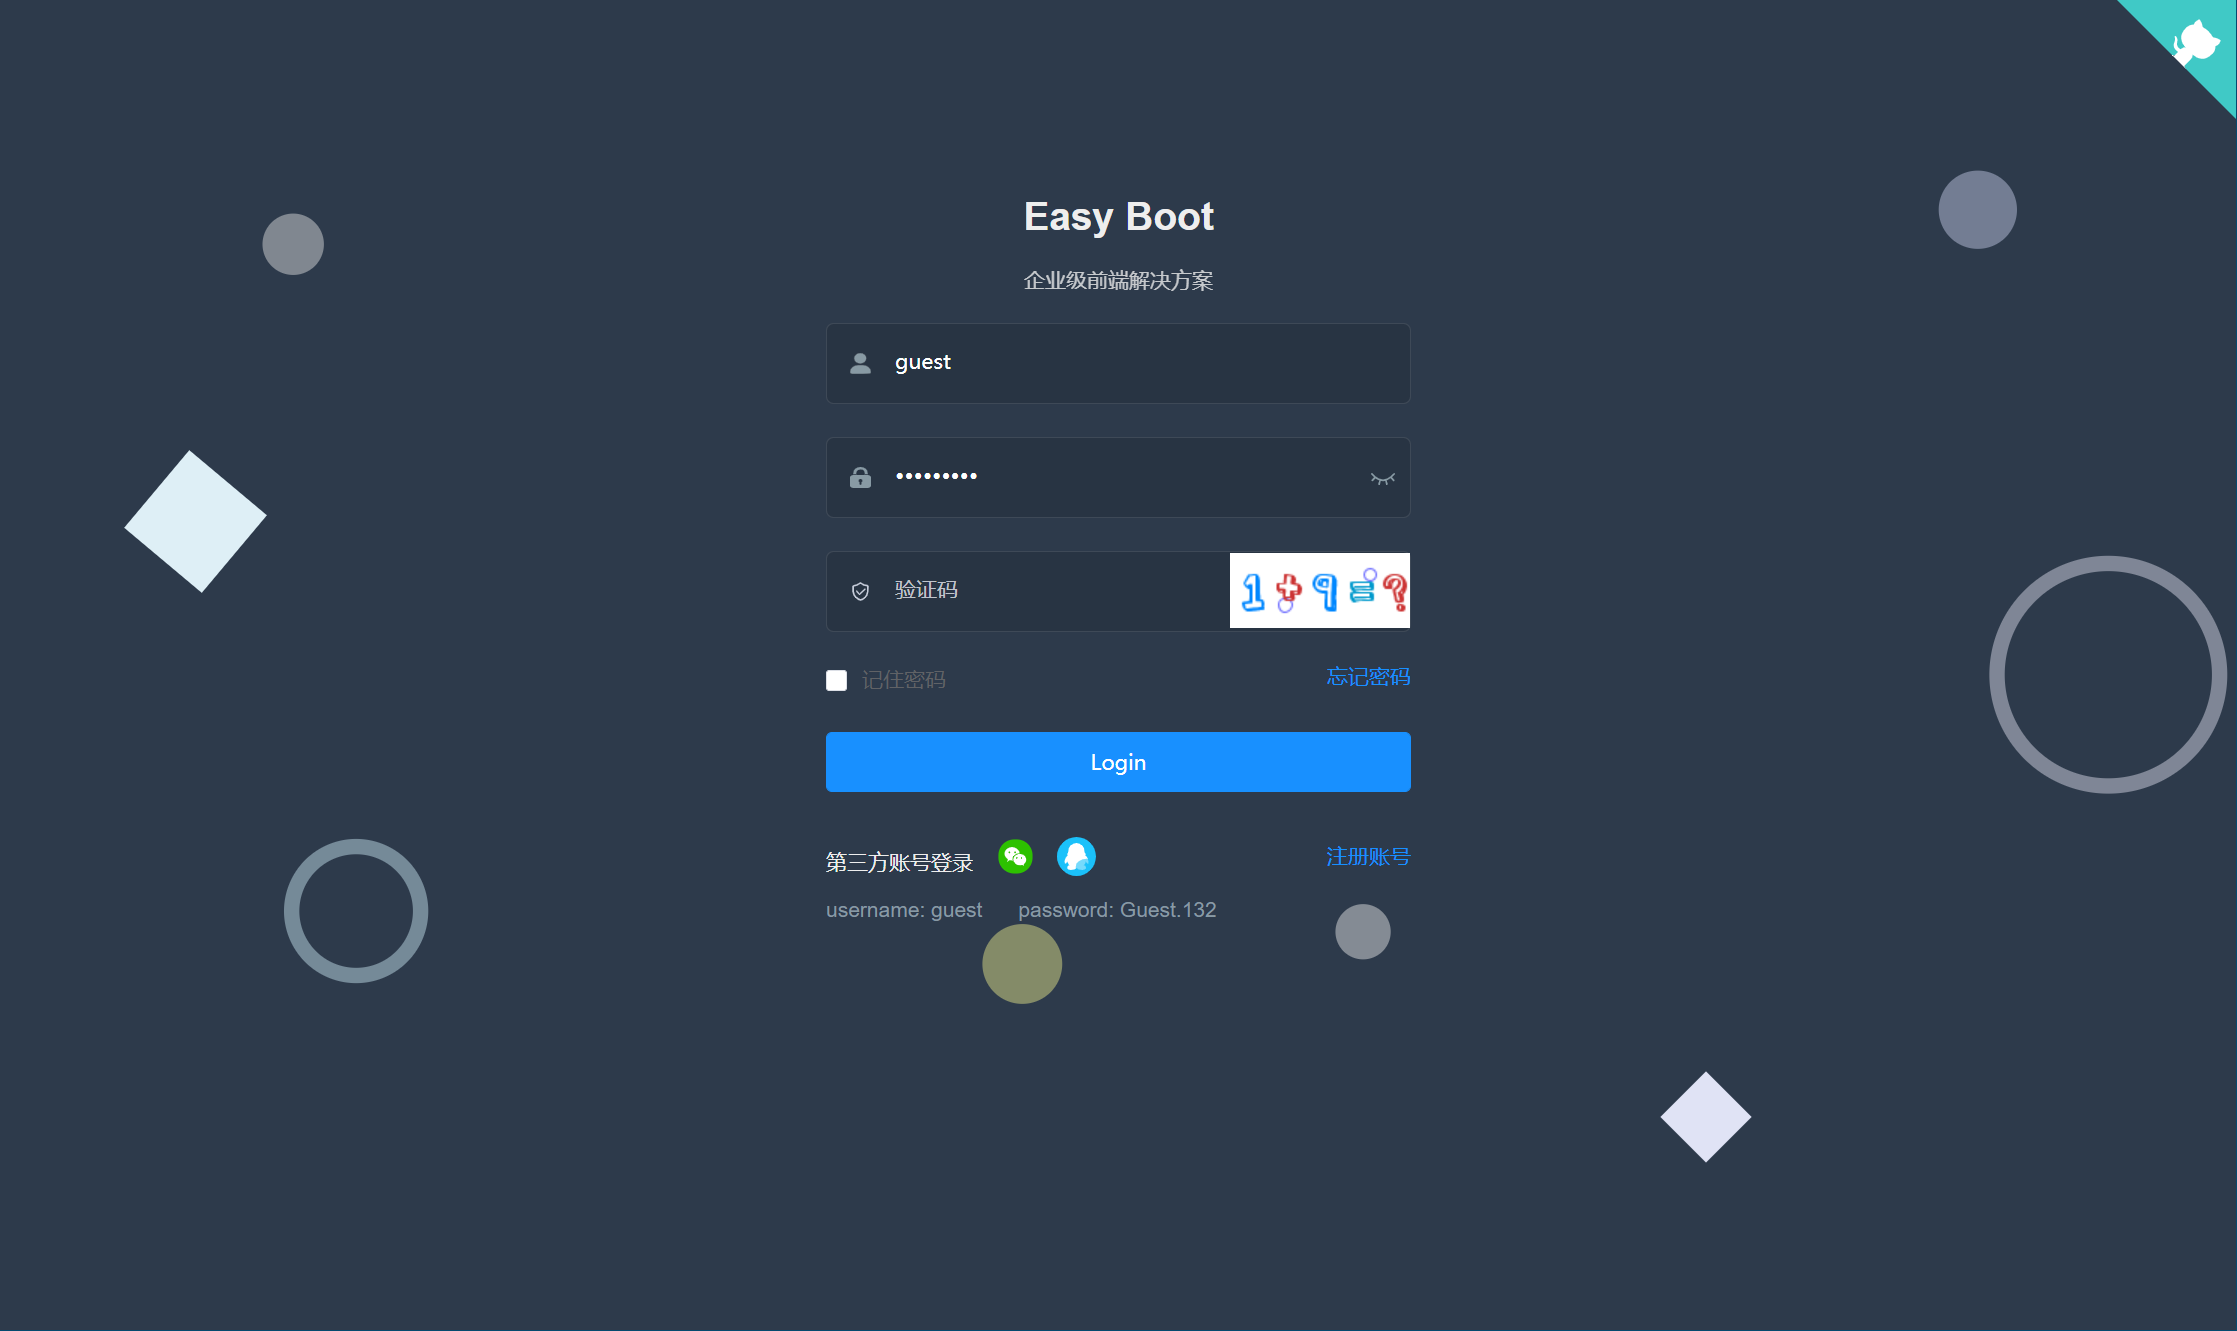 Easy Boot
企业级前端解决方案
guest
•••••••••
验证码 1+9=?
记住密码 忘记密码
Login
第三方账号登录 注册账号
username: guest password: Guest.132